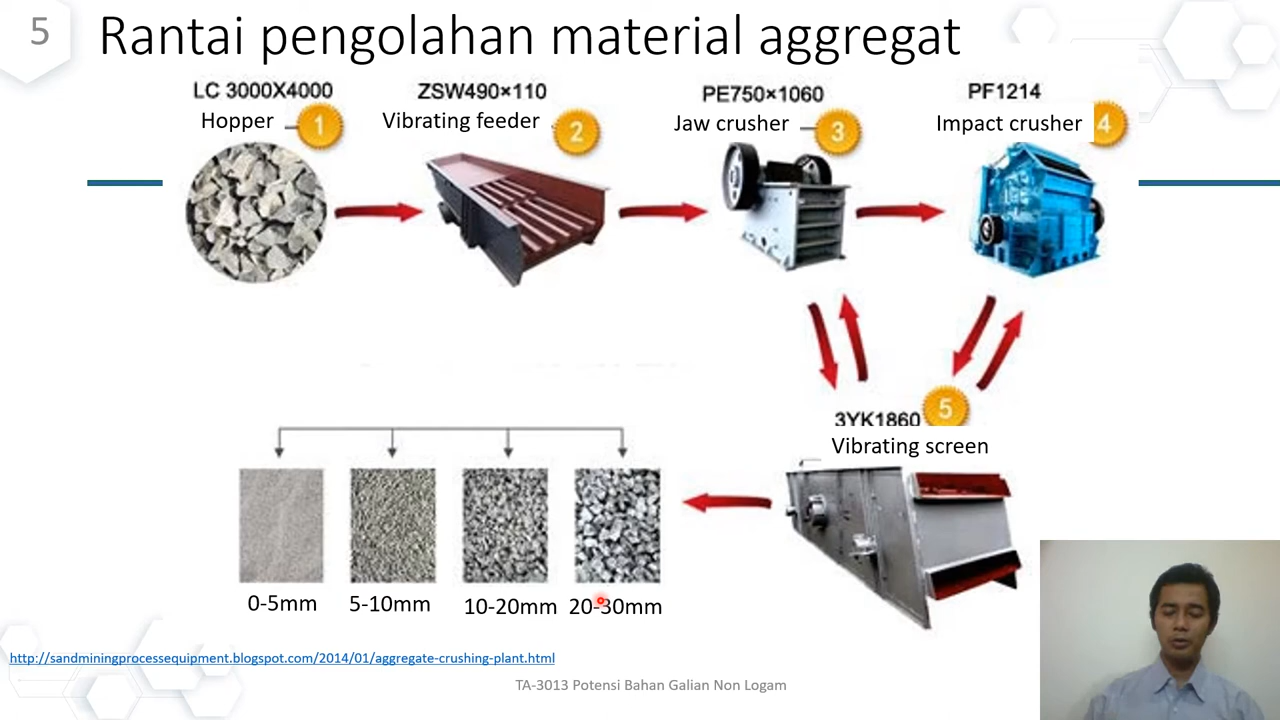 5
Rantai pengolahan material aggregat
LC 3000X4000
Hopper
1
ZSW490×110
Vibrating feeder
2
PE750×1060
Jaw crusher
3
PF1214
Impact crusher
4
3YK1860
5
Vibrating screen
0-5mm
5-10mm
10-20mm
20-30mm
http://sandminingprocessequipment.blogspot.com/2014/01/aggregate-crushing-plant.html
TA-3013 Potensi Bahan Galian Non Logam